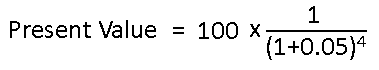 Present Value = 100 x 1/(1+0.05)⁴